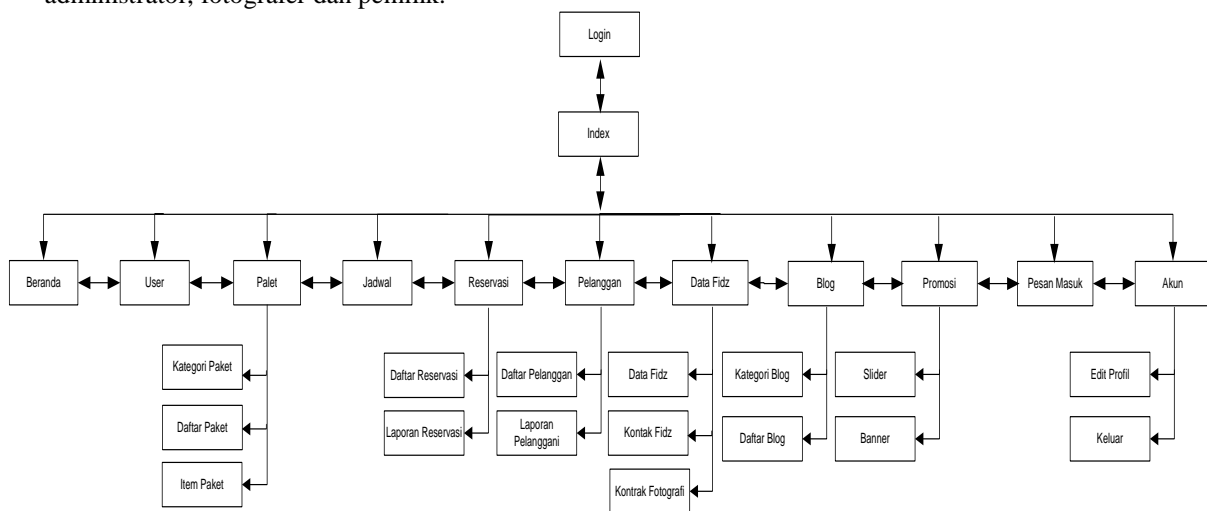 administrator, fotografer dan pemilik.
Login
Index
Beranda
User
Palet
Jadwal
Reservasi
Pelanggan
Data Fidz
Blog
Promosi
Pesan Masuk
Akun
Kategori Paket
Daftar Reservasi
Daftar Pelanggan
Data Fidz
Kategori Blog
Slider
Edit Profil
Daftar Paket
Laporan Reservasi
Laporan
Pelanggani
Kontak Fidz
Daftar Blog
Banner
Keluar
Item Paket
Kontrak Fotografi